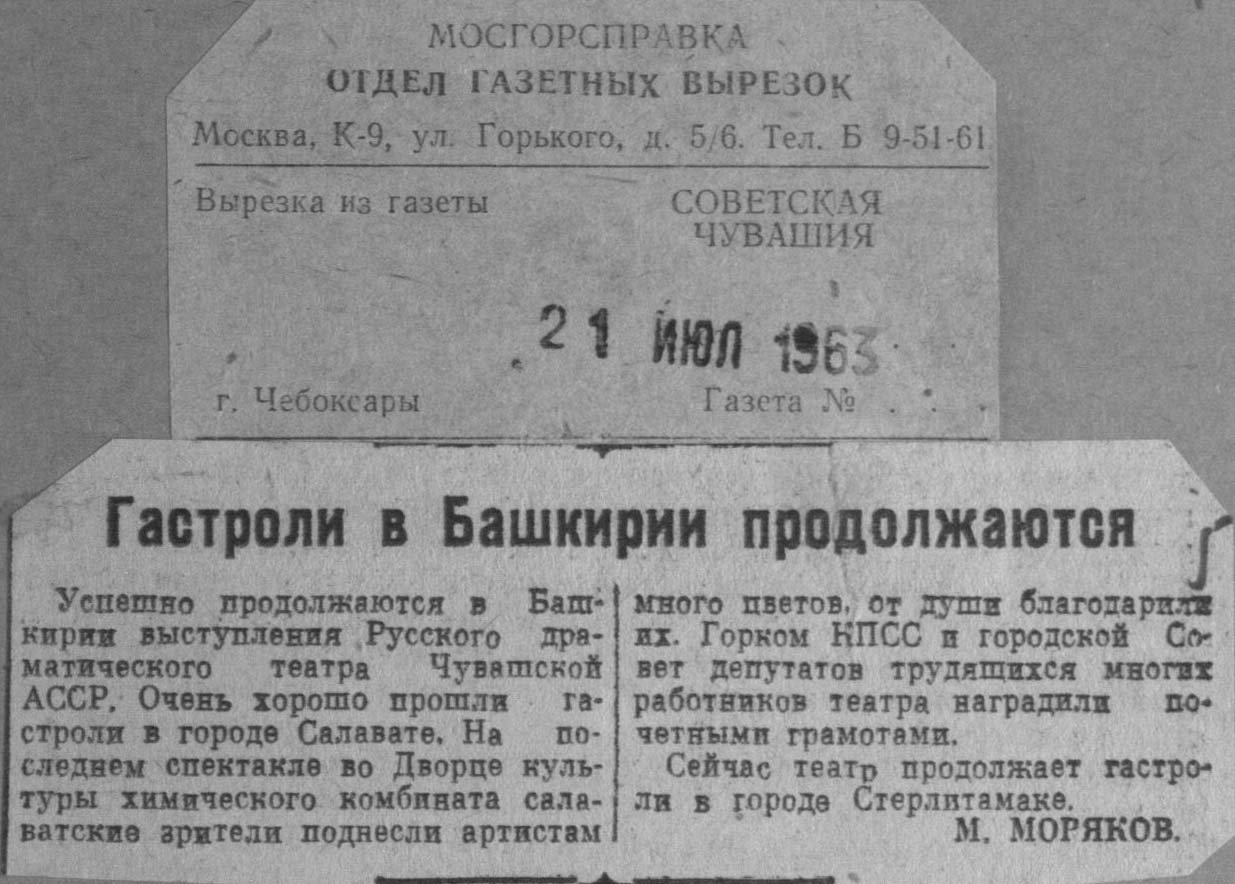 МОСГОРСПРАВКА
ОТДЕЛ ГАЗЕТНЫХ ВЫРЕЗОК
Москва, К-9, ул. Горького, д. 5/6. Тел. Б 9-51-61
Вырезка из газеты
СОВЕТСКАЯ
ЧУВАШИЯ
21 ИЮЛ 1963
г. Чебоксары
Газета № . . .
Гастроли в Башкирии продолжаются
Успешно продолжаются в Баш-
кирии выступления Русского дра-
матического театра Чувашской
АССР. Очень хорошо прошли га-
строли в городе Салавате. На по-
следнем спектакле во Дворце куль-
туры химического комбината сала-
ватские зрители поднесли артистам
много цветов, от души благодарили
их. Горком КПСС и городской Со-
вет депутатов трудящихся многих
работников театра наградили по-
четными грамотами.
Сейчас театр продолжает гастро-
ли в городе Стерлитамаке.
М. МОРЯКОВ.